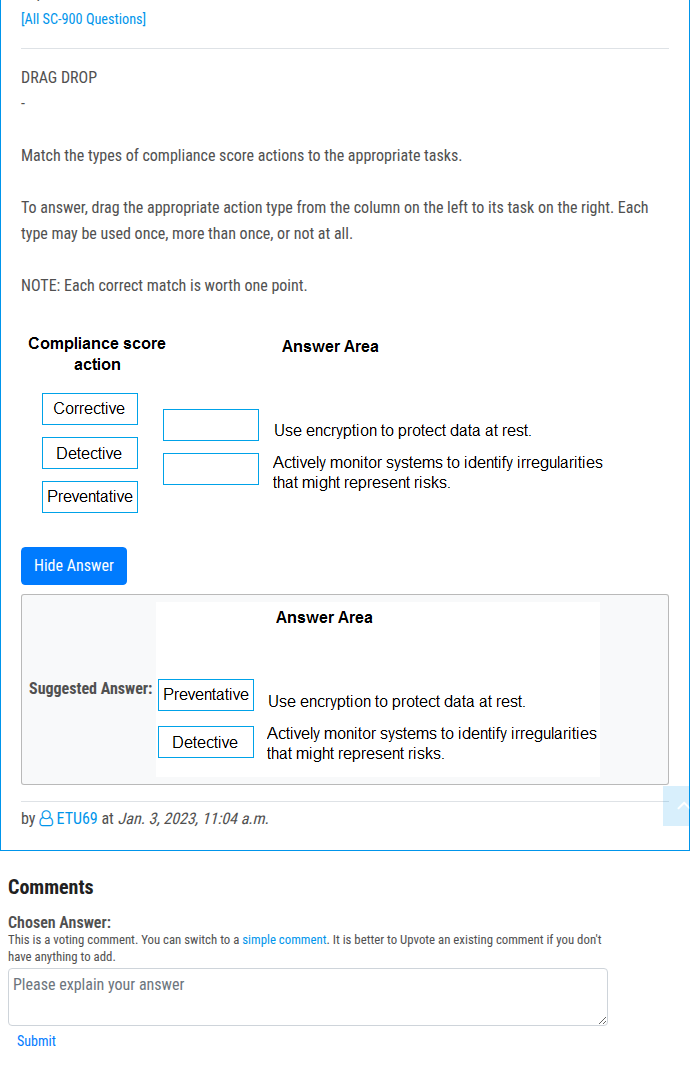 [All SC-900 Questions]
DRAG DROP
-
Match the types of compliance score actions to the appropriate tasks.
To answer, drag the appropriate action type from the column on the left to its task on the right. Each
type may be used once, more than once, or not at all.
NOTE: Each correct match is worth one point.
Compliance score
action
Answer Area
Corrective
Detective
Preventative
Use encryption to protect data at rest.
Actively monitor systems to identify irregularities
that might represent risks.
Hide Answer
Answer Area
Suggested Answer:
Preventative
Use encryption to protect data at rest.
Detective
Actively monitor systems to identify irregularities
that might represent risks.
by ETU69 at Jan. 3, 2023, 11:04 a.m.
Comments
Chosen Answer:
This is a voting comment. You can switch to a simple comment. It is better to Upvote an existing comment if you don't
have anything to add.
Please explain your answer
Submit